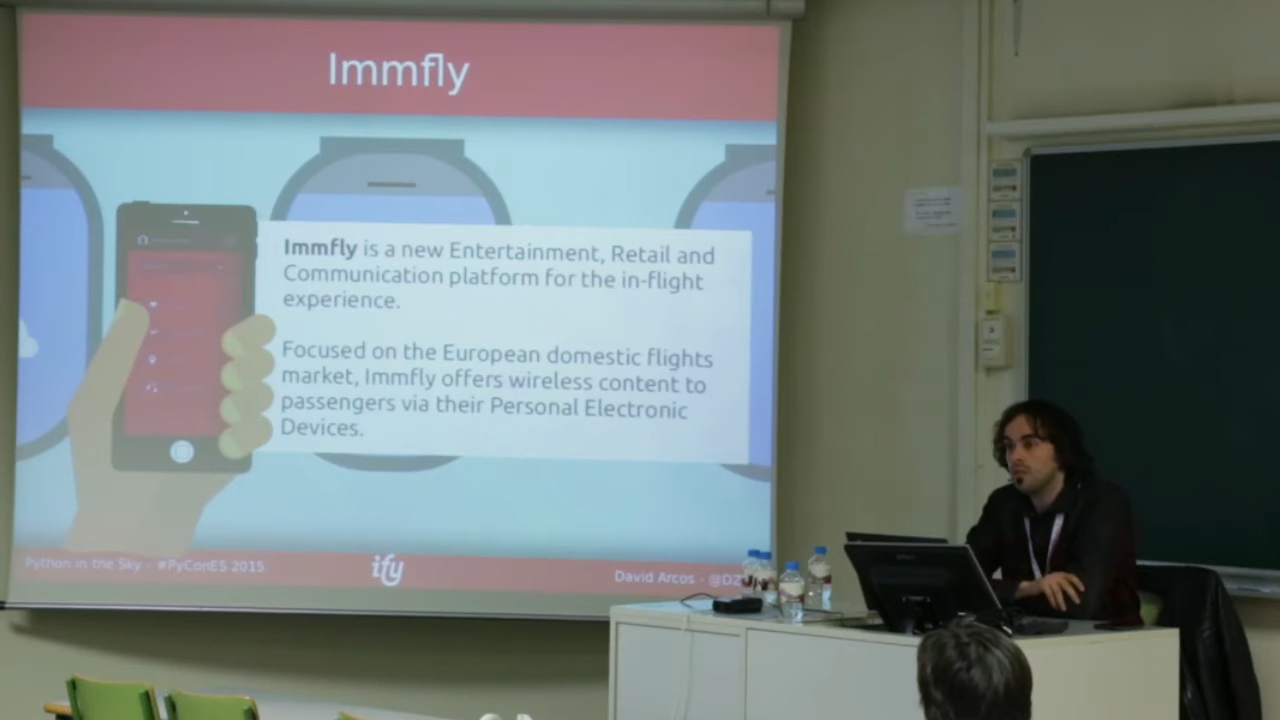 Immfly
Immfly is a new Entertainment, Retail and
Communication platform for the in-flight
experience.
Focused on the European domestic flights
market, Immfly offers wireless content to
passengers via their Personal Electronic
Devices.
Python in the Sky - #PyConES 2015
ify
David Arcos - @DZ